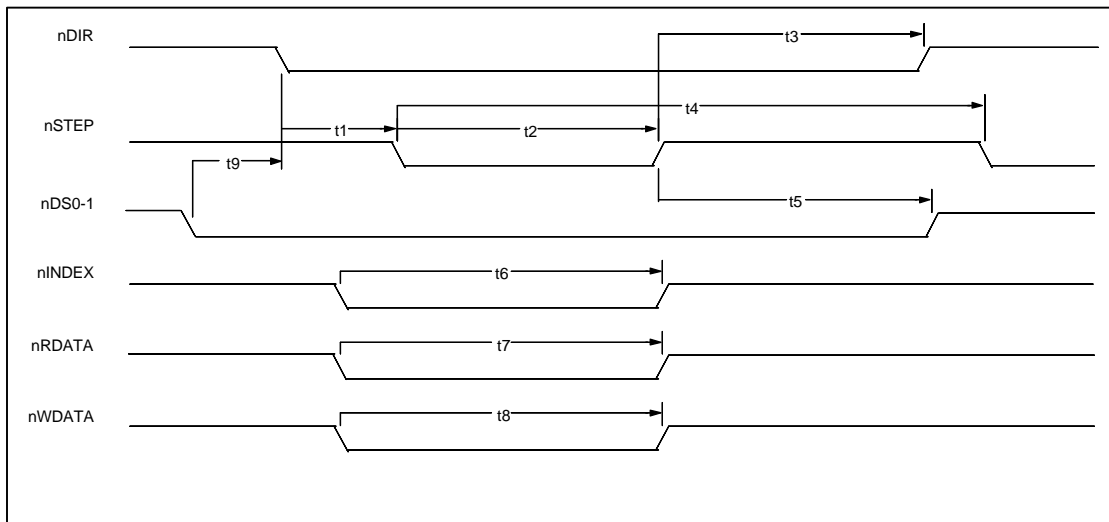 nDIR
t3
t4
nSTEP
t1
t2
t9
nDS0-1
t5
nINDEX
t6
nRDATA
t7
nWDATA
t8